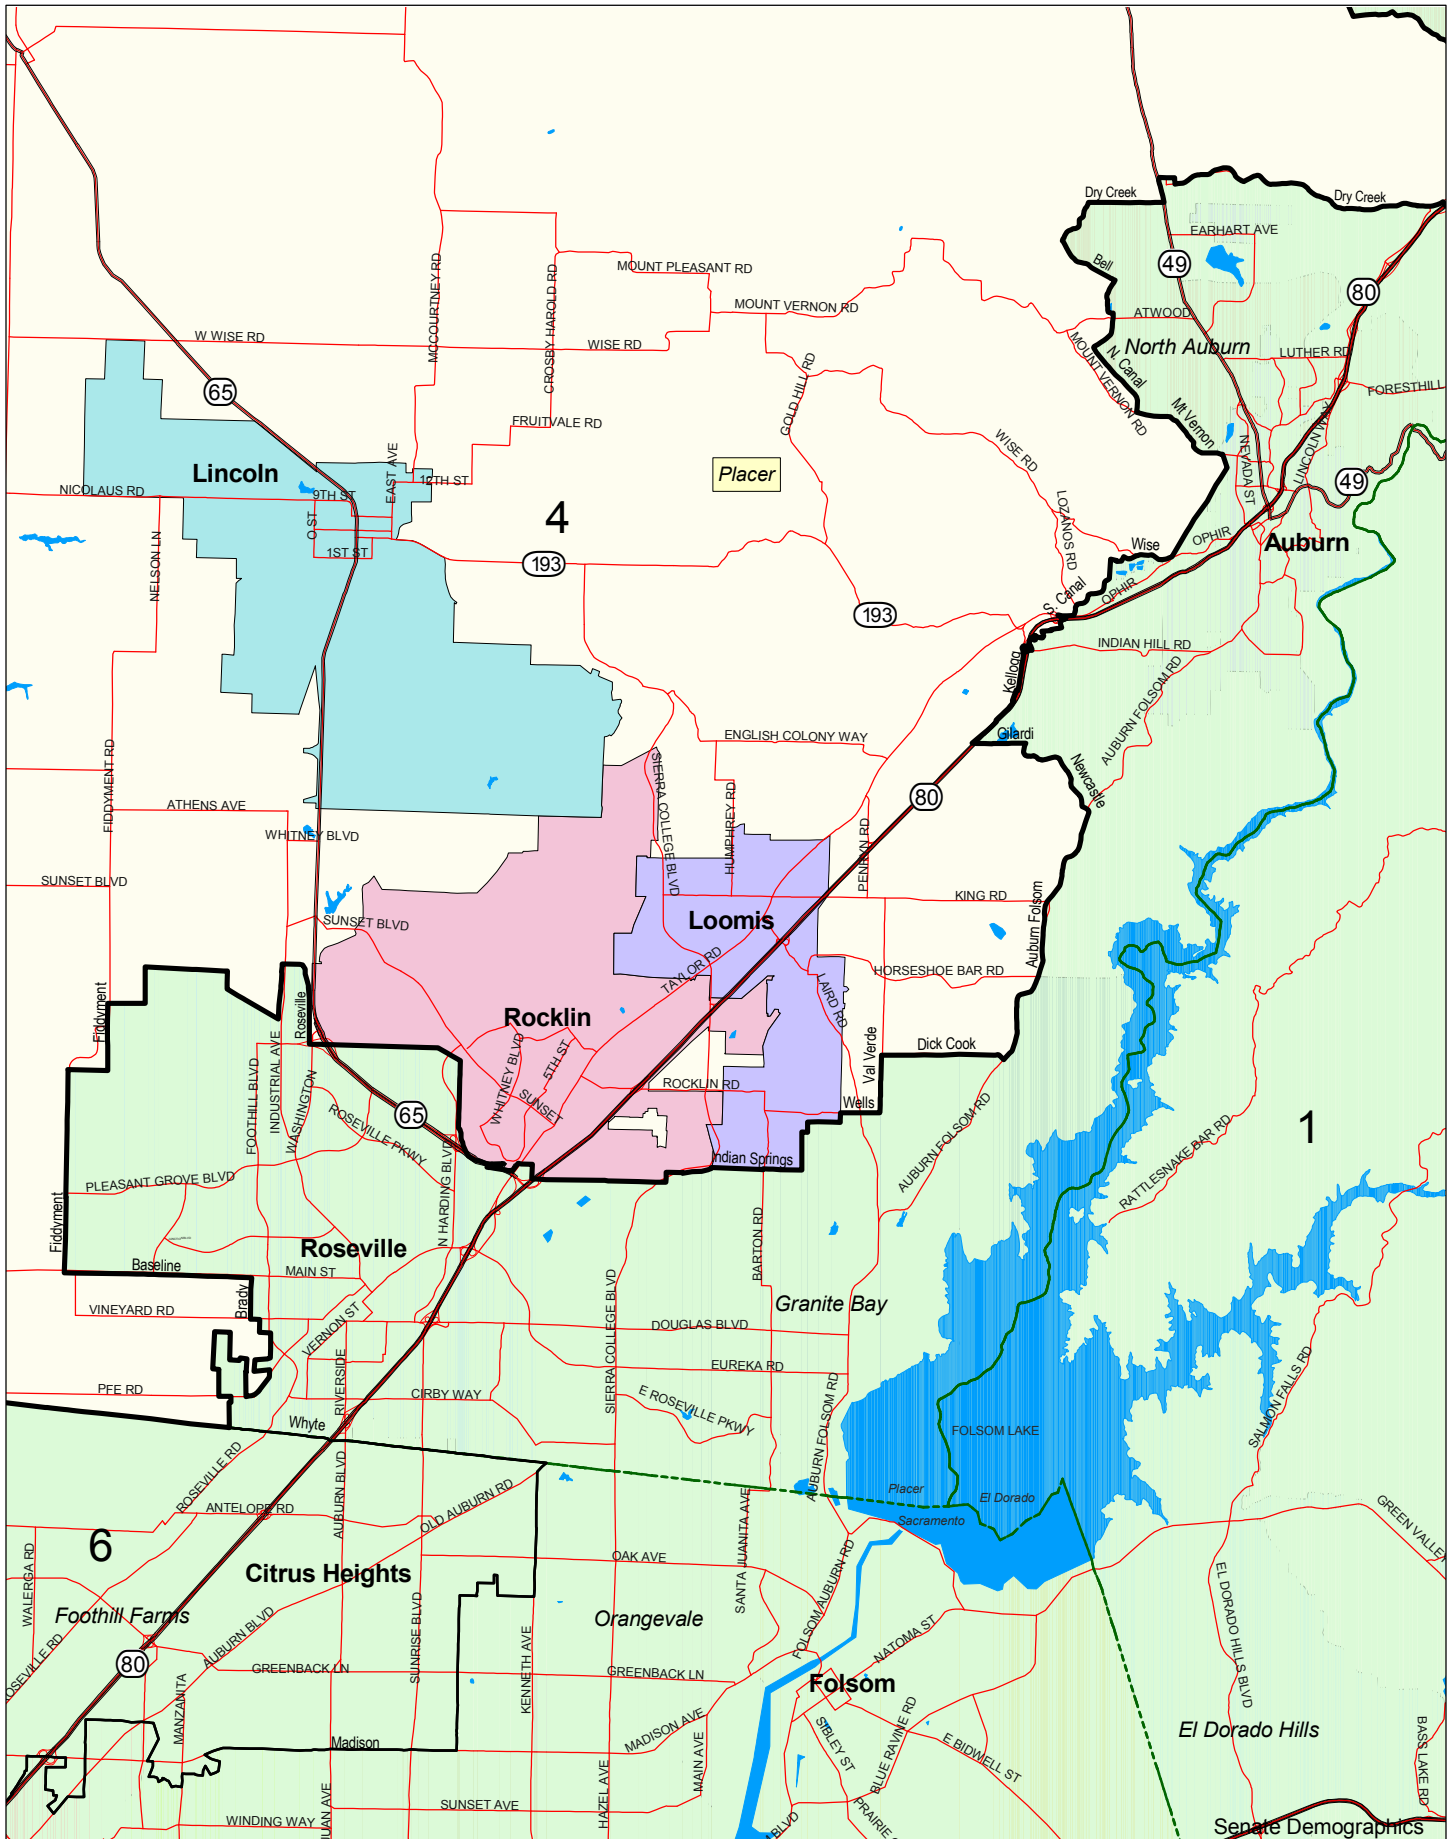 Dry Creek
Dry Creek
EARHART AVE
Bell
49
MOUNT PLEASANT RD
MCCOURTNEY RD
CROSBY HAROLD RD
80
MOUNT VERNON RD
ATWOOD
W WISE RD
WISE RD
North Auburn
LUTHER RD
N. Canal
MOUNT VERNON RD
65
GOLD HILL RD
FORESTHILL
Mt Vernon
FRUITVALE RD
WISE RD
NEVADA ST
LINCOLN WAY
Lincoln
EAST AVE
12TH ST
Placer
49
NICOLAUS RD
9TH ST
O ST
4
LOZANOS RD
NELSON LN
1ST ST
193
Wise
OPHIR
Auburn
S. Canal
OPHIR
193
INDIAN HILL RD
Kellogg
AUBURN FOLSOM RD
ENGLISH COLONY WAY
Gilardi
FIDDYMENT RD
SIERRA COLLEGE BLVD
HUMPHREY RD
Newcastle
80
ATHENS AVE
WHITNEY BLVD
PENRYN RD
SUNSET BLVD
KING RD
SUNSET BLVD
Loomis
Auburn Folsom
TAYLOR RD
HORSESHOE BAR RD
LAIRD RD
Fiddyment
Roseville
Rocklin
Val Verde
Dick Cook
FOOTHILL BLVD
INDUSTRIAL AVE
WASHINGTON
WHITNEY BLVD
5TH ST
ROCKLIN RD
SUNSET
Wells
65
ROSEVILLE PKWY
AUBURN FOLSOM RD
1
RATTLESNAKE BAR RD
Indian Springs
PLEASANT GROVE BLVD
N HARDING BLVD
Fiddyment
BARTON RD
Roseville
Baseline
MAIN ST
Brady
VINEYARD RD
VERNON ST
SIERRA COLLEGE BLVD
Granite Bay
DOUGLAS BLVD
EUREKA RD
PFE RD
RIVERSIDE
CIRBY WAY
E ROSEVILLE PKWY
AUBURN FOLSOM RD
SALMON FALLS RD
Whyte
FOLSOM LAKE
ROSEVILLE RD
AUBURN BLVD
OLD AUBURN RD
Placer
El Dorado
Sacramento
ANTELOPE RD
GREEN VALLEY
6
WALERGA RD
SANTA JUANITA AVE
OAK AVE
FOLSOM AUBURN RD
EL DORADO HILLS BLVD
Citrus Heights
Foothill Farms
AUBURN BLVD
SUNRISE BLVD
Orangevale
NATOMA ST
ROSEVILLE RD
80
GREENBACK LN
KENNETH AVE
GREENBACK LN
Folsom
MANZANITA
Madison
MADISON AVE
MAIN AVE
SIBLEY ST
BLUE RAVINE RD
E BIDWELL ST
El Dorado Hills
BASS LAKE RD
HAZEL AVE
SUNSET AVE
WINDING WAY
JUAN AVE
BLVD
PRAIRIE
Senate Demographics